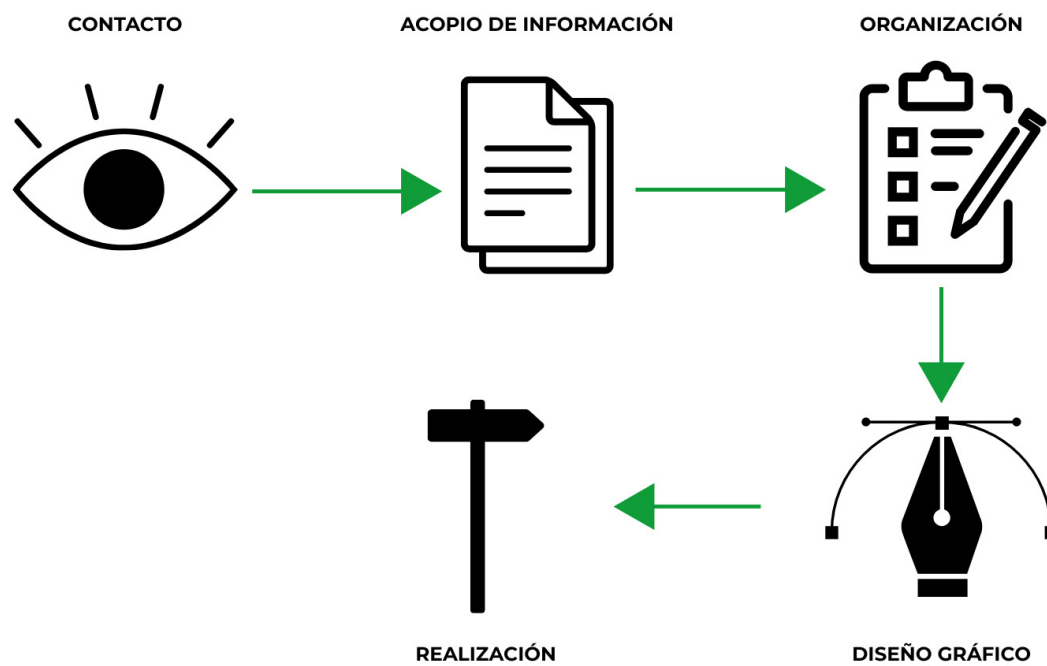 CONTACTO
ACOPIO DE INFORMACIÓN
ORGANIZACIÓN
REALIZACIÓN
DISEÑO GRÁFICO